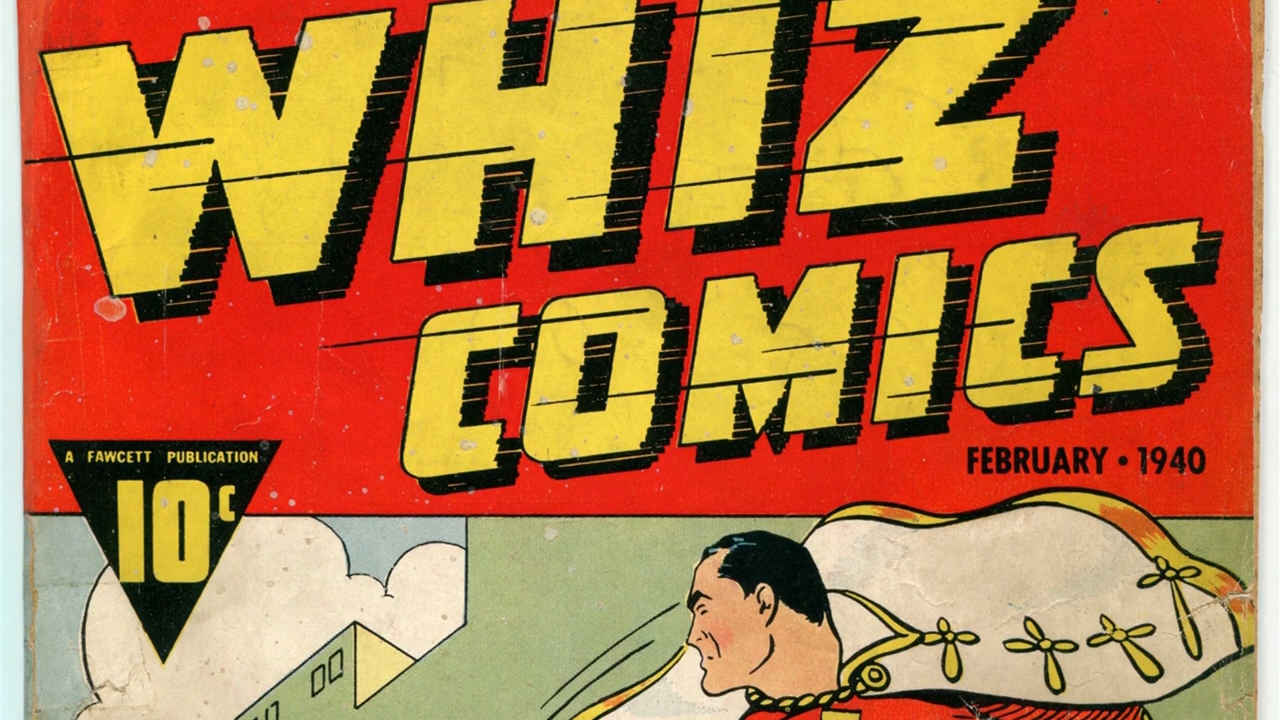 WHIZ
COMICS
FEBRUARY • 1940
A FAWCETT PUBLICATION
10¢